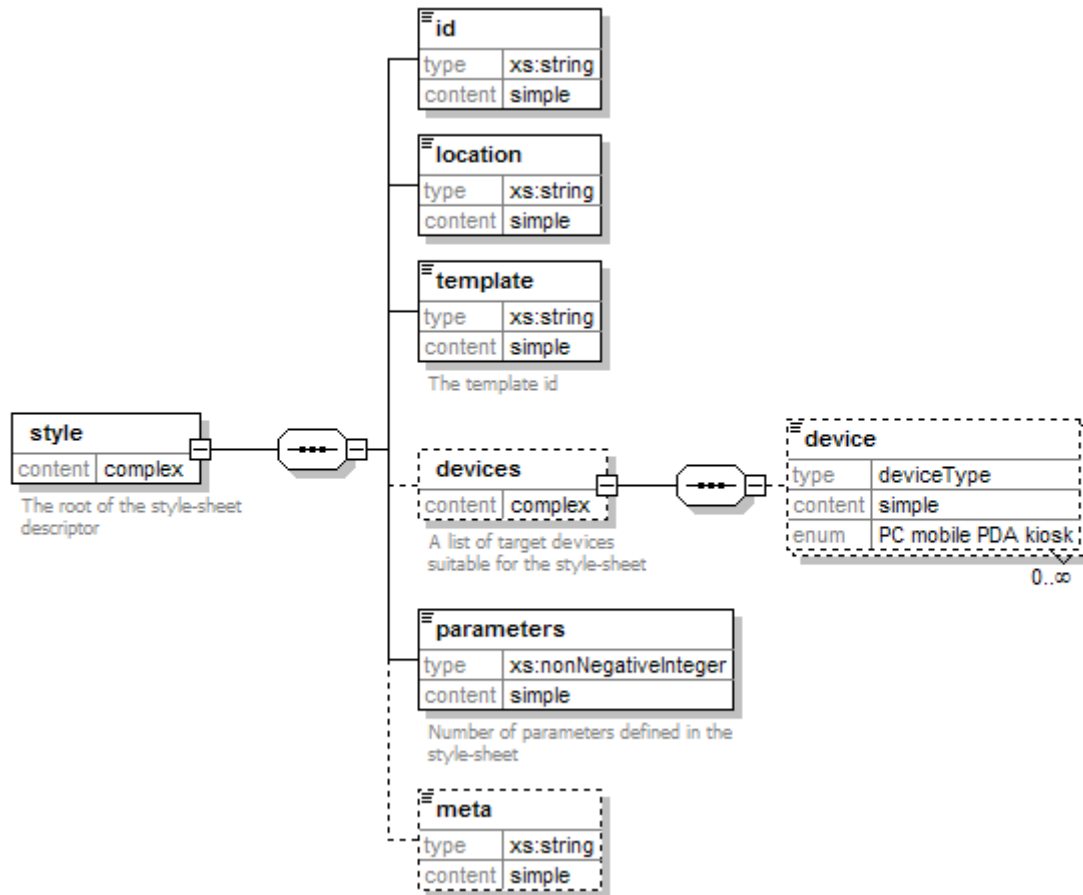 id
type xs:string
content simple
location
type xs:string
content simple
template
type xs:string
content simple
The template id
style
content complex
The root of the style-sheet
descriptor
devices
content complex
A list of target devices
suitable for the style-sheet
device
type deviceType
content simple
enum PC mobile PDA kiosk
0..∞
parameters
type xs:nonNegativeInteger
content simple
Number of parameters defined in the
style-sheet
meta
type xs:string
content simple